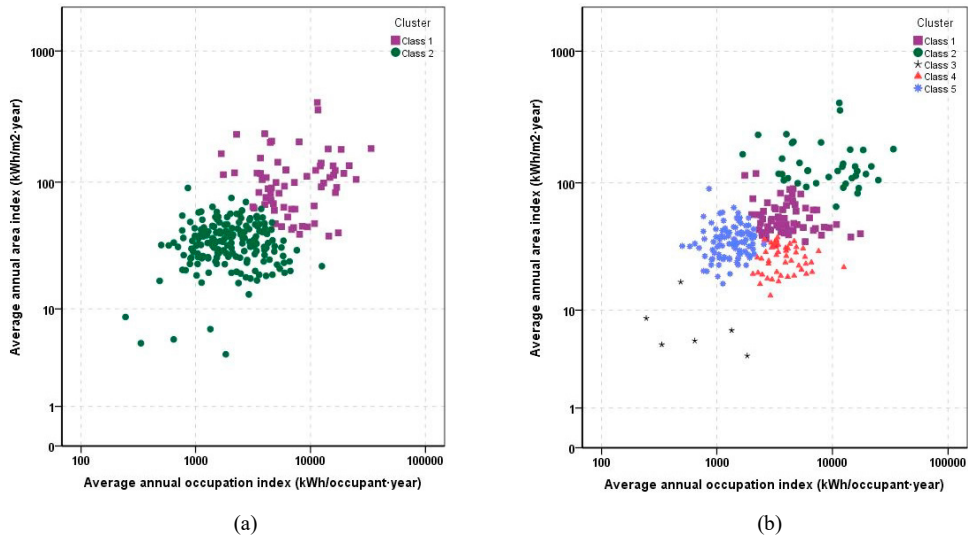 Cluster
Class 1
Class 2
1000
100
10
1
0
100
1000
10000
100000
Average annual area index (kWh/m2·year)
Average annual occupation index (kWh/occupant·year)
(a)
Cluster
Class 1
Class 2
Class 3
Class 4
Class 5
1000
100
10
1
0
100
1000
10000
100000
Average annual area index (kWh/m2·year)
Average annual occupation index (kWh/occupant·year)
(b)